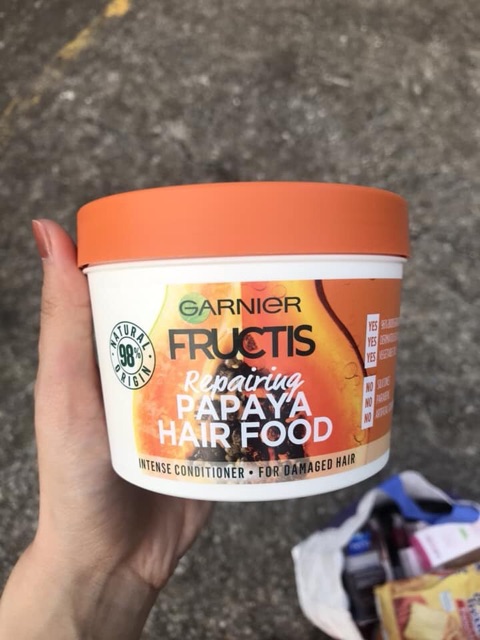 GARNIER
FRUCTIS
NATURAL
98%
ORIGIN
Repairing
PAPAYA
HAIR FOOD
INTENSE CONDITIONER • FOR DAMAGED HAIR
YES
YES
YES
NO
NO
NO